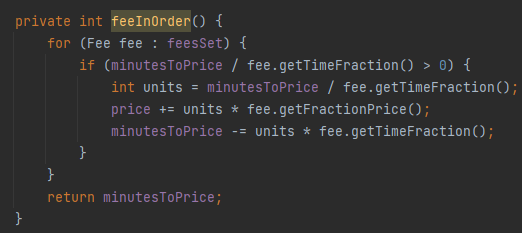 private int feeInOrder() {
    for (Fee fee : feesSet) {
        if (minutesToPrice / fee.getTimeFraction() > 0) {
            int units = minutesToPrice / fee.getTimeFraction();
            price += units * fee.getFractionPrice();
            minutesToPrice -= units * fee.getTimeFraction();
        }
    }
    return minutesToPrice;
}